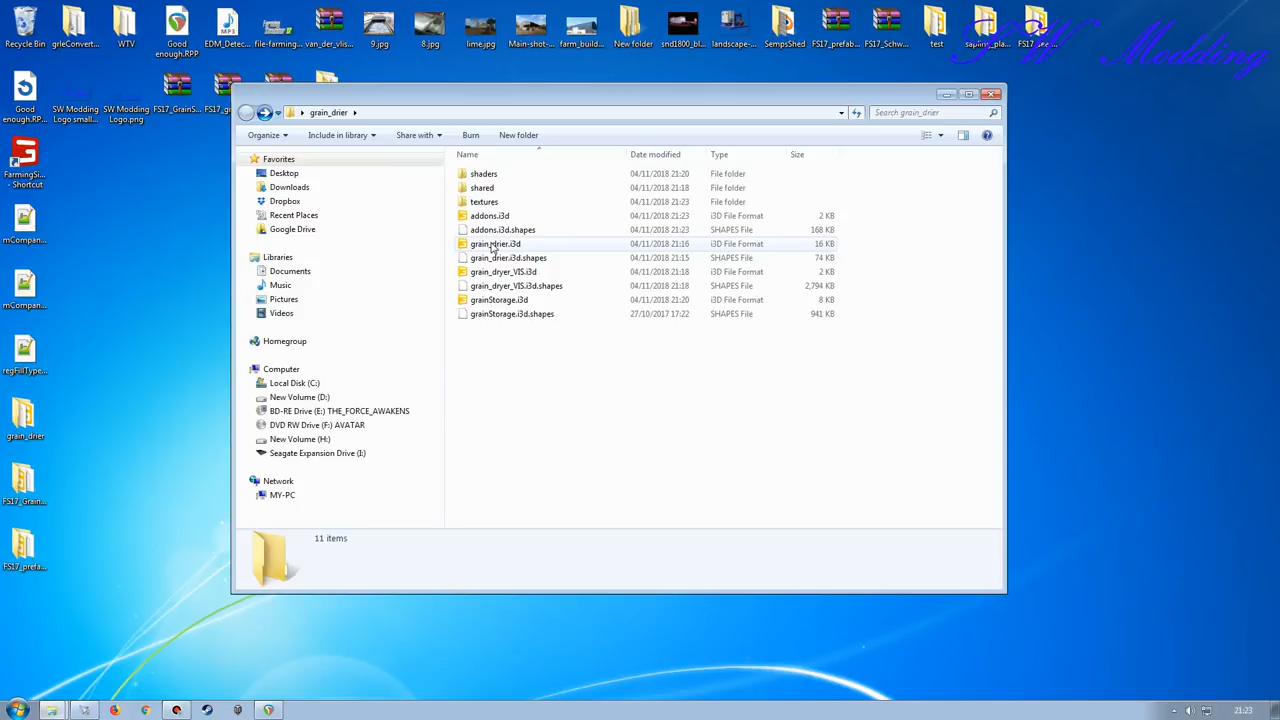 Recycle Bin
grleConvert...
WTV
Good enough.RPP
EDM_Detec...
file-farming...
van_der_vlis...
9.jpg
8.jpg
lime.jpg
Main-shot-...
farm_build...
New folder
snd1800_bl...
landscape-...
SempsShed
FS17_prefab...
FS17_Schw...
test
sapling_pla...
SW Modding
Good enough.RP...
SW Modding Logo small...
SW Modding Logo.png
FS17_GrainS...
FarmingSi... - Shortcut
mCompan...
mCompan...
regFillType...
grain_drier
FS17_Grain...
FS17_prefa...
grain_drier
Search grain_drier
Organize
Include in library
Share with
Burn
New folder
Favorites
Desktop
Downloads
Dropbox
Recent Places
Google Drive
Libraries
Documents
Music
Pictures
Videos
Homegroup
Computer
Local Disk (C:)
New Volume (D:)
BD-RE Drive (E:) THE_FORCE_AWAKENS
DVD RW Drive (F:) AVATAR
New Volume (H:)
Seagate Expansion Drive (I:)
Network
MY-PC
Name Date modified Type Size
shaders 04/11/2018 21:20 File folder
shared 04/11/2018 21:18 File folder
textures 04/11/2018 21:23 File folder
addons.i3d 04/11/2018 21:23 i3D File Format 2 KB
addons.i3d.shapes 04/11/2018 21:23 SHAPES File 168 KB
grain_drier.i3d 04/11/2018 21:16 i3D File Format 16 KB
grain_drier.i3d.shapes 04/11/2018 21:15 SHAPES File 74 KB
grain_dryer_VIS.i3d 04/11/2018 21:18 i3D File Format 2 KB
grain_dryer_VIS.i3d.shapes 04/11/2018 21:18 SHAPES File 2,794 KB
grainStorage.i3d 04/11/2018 21:20 i3D File Format 8 KB
grainStorage.i3d.shapes 27/10/2017 17:22 SHAPES File 941 KB
11 items
21:23